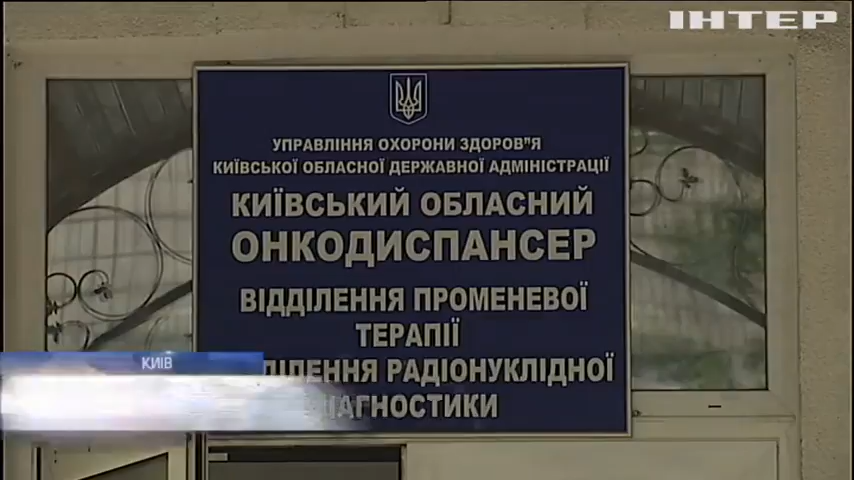 ІНТЕР
УПРАВЛІННЯ ОХОРОНИ ЗДОРОВ"Я
КИЇВСЬКОЇ ОБЛАСНОЇ ДЕРЖАВНОЇ АДМІНІСТРАЦІЇ
КИЇВСЬКИЙ ОБЛАСНИЙ
ОНКОДИСПАНСЕР
ВІДДІЛЕННЯ ПРОМЕНЕВОЇ
ТЕРАПІЇ
РАДІОНУКЛІДНОЇ
КИЇВ